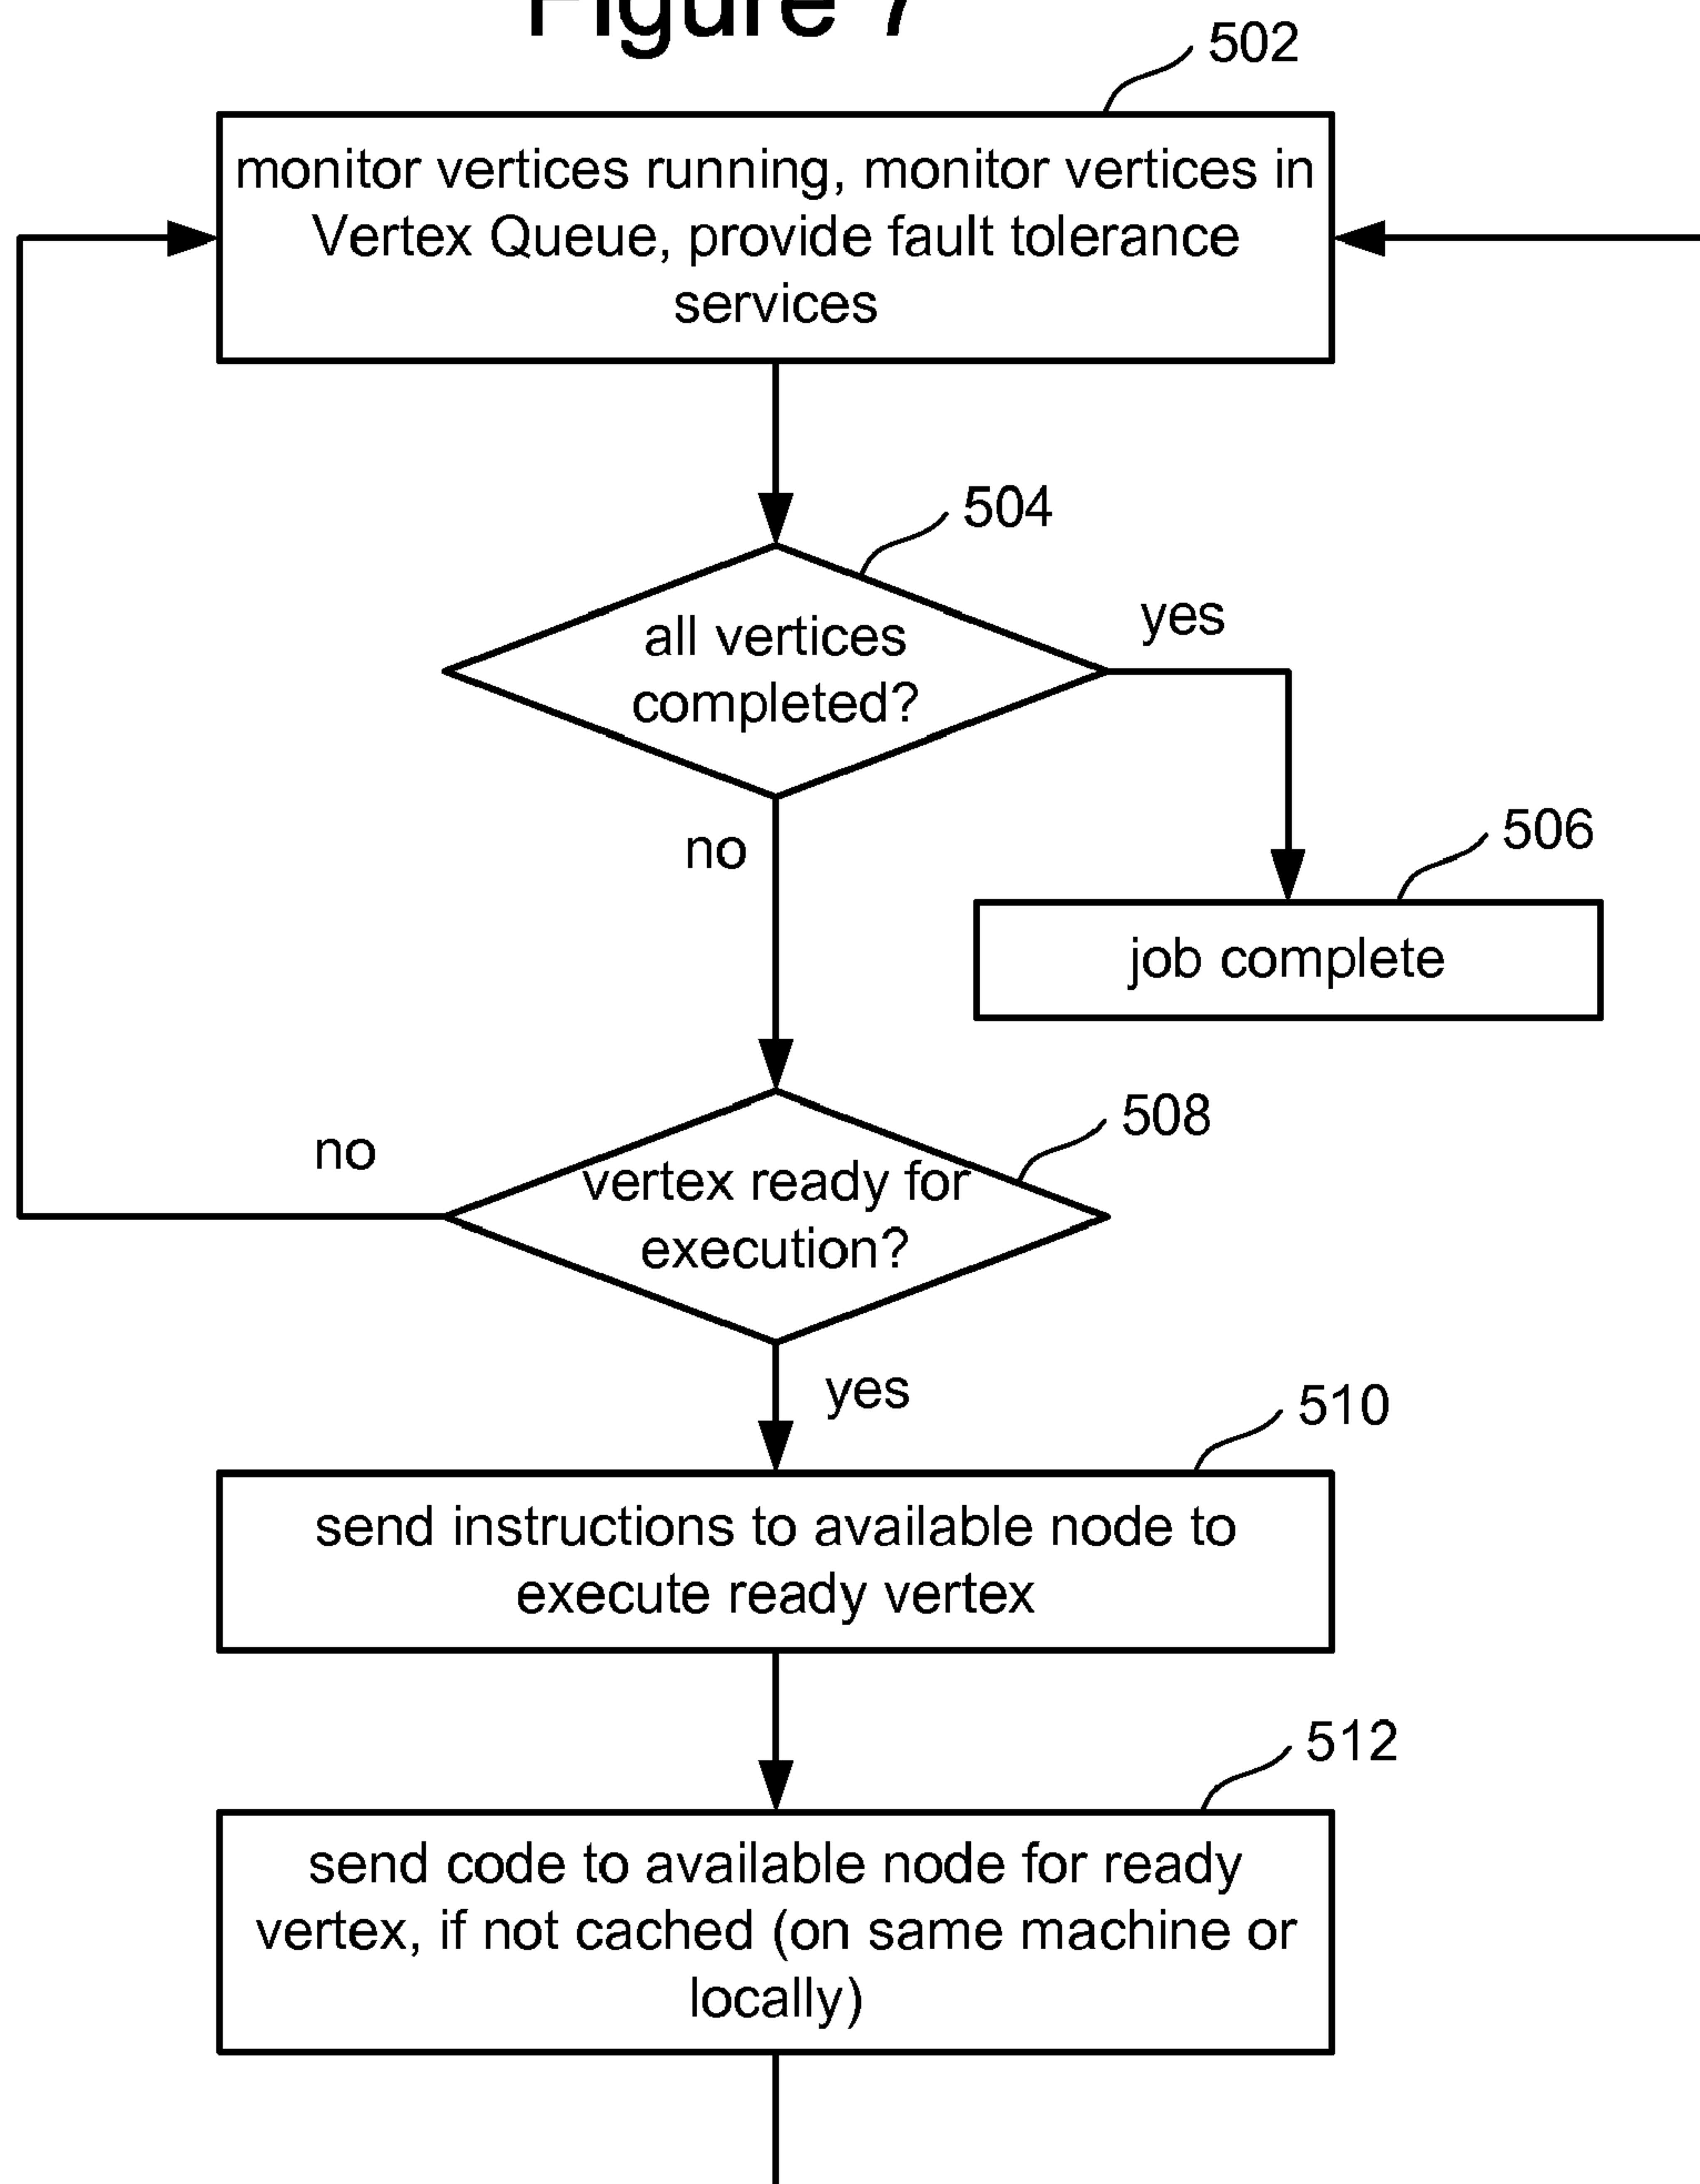 Figure 7
502
monitor vertices running, monitor vertices in
Vertex Queue, provide fault tolerance
services
504
all vertices
completed?
yes
no
506
job complete
508
vertex ready for
execution?
no
yes
510
send instructions to available node to
execute ready vertex
512
send code to available node for ready
vertex, if not cached (on same machine or
locally)